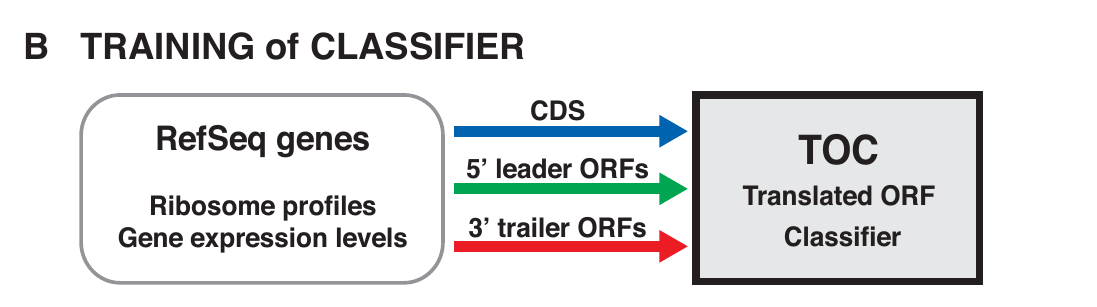 B TRAINING of CLASSIFIER
RefSeq genes
Ribosome profiles
Gene expression levels
CDS
5’ leader ORFs
3’ trailer ORFs
TOC
Translated ORF
Classifier